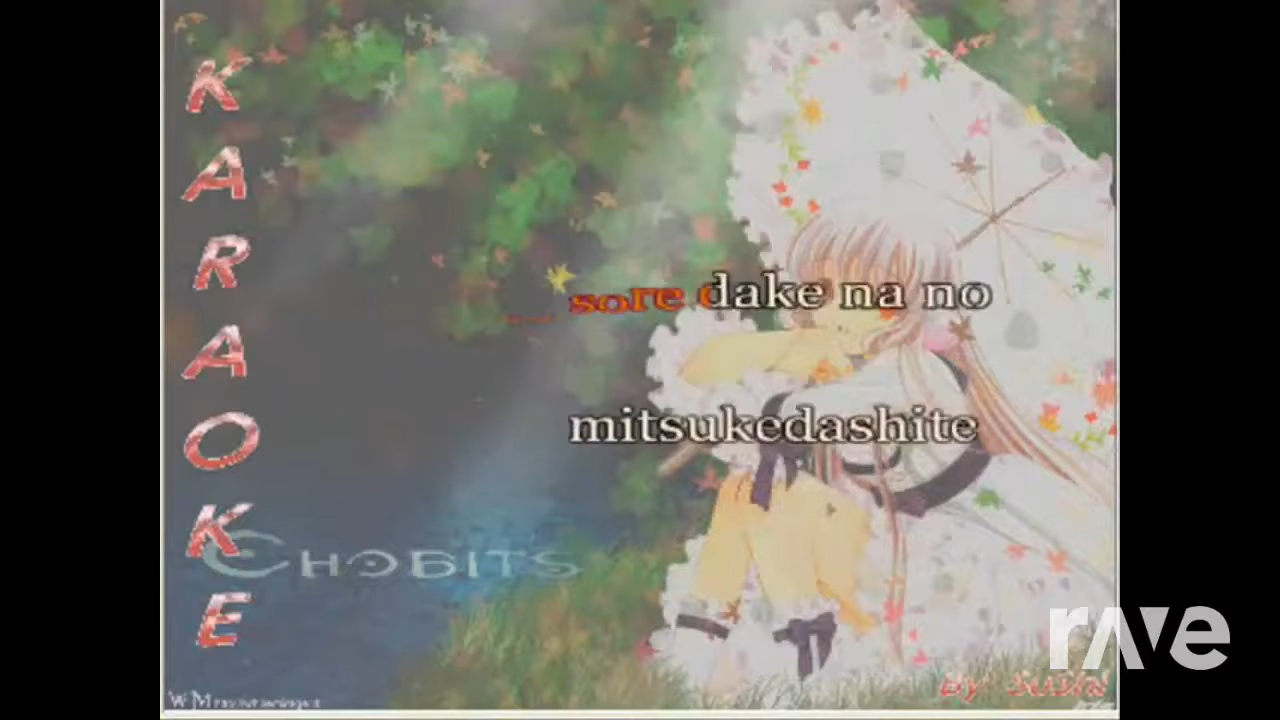 KARAOKE
sore dake na no
mitsukedashite
CHOBITS
rave